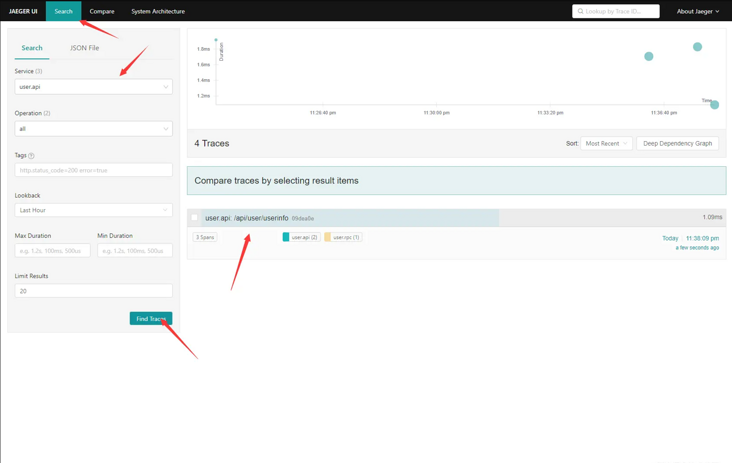 JAEGER UI Search Compare System Architecture Lookup by Trace ID... About Jaeger
Search JSON File
Service (3)
user.api
Operation (2)
all
Tags
http.status_code=200 error=true
Lookback
Last Hour
Max Duration Min Duration
e.g. 1.2s, 100ms, 500us e.g. 1.2s, 100ms, 500us
Limit Results
20
Find Traces
Duration
1.8ms
1.6ms
1.4ms
1.2ms
Time
11:26:40 pm 11:30:00 pm 11:33:20 pm 11:36:40 pm
4 Traces Sort: Most Recent Deep Dependency Graph
Compare traces by selecting result items
user.api: /api/user/userinfo 1.09ms
3 Spans user-api (2) user-rpc (1) Today 11:38:09 pm
a few seconds ago